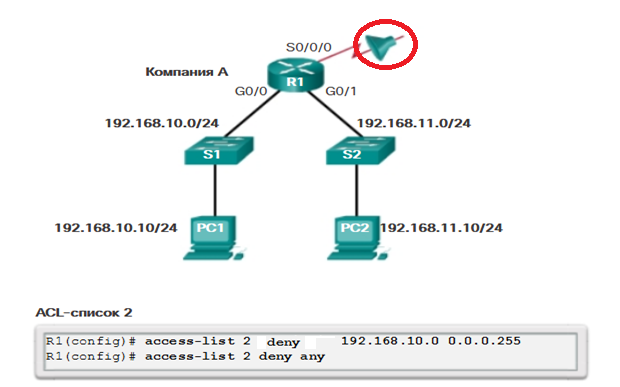 S0/0/0
Компания А
R1
G0/0
G0/1
192.168.10.0/24
192.168.11.0/24
S1
S2
192.168.10.10/24
PC1
PC2
192.168.11.10/24
ACL-список 2
R1(config)# access-list 2 deny 192.168.10.0 0.0.0.255
R1(config)# access-list 2 deny any